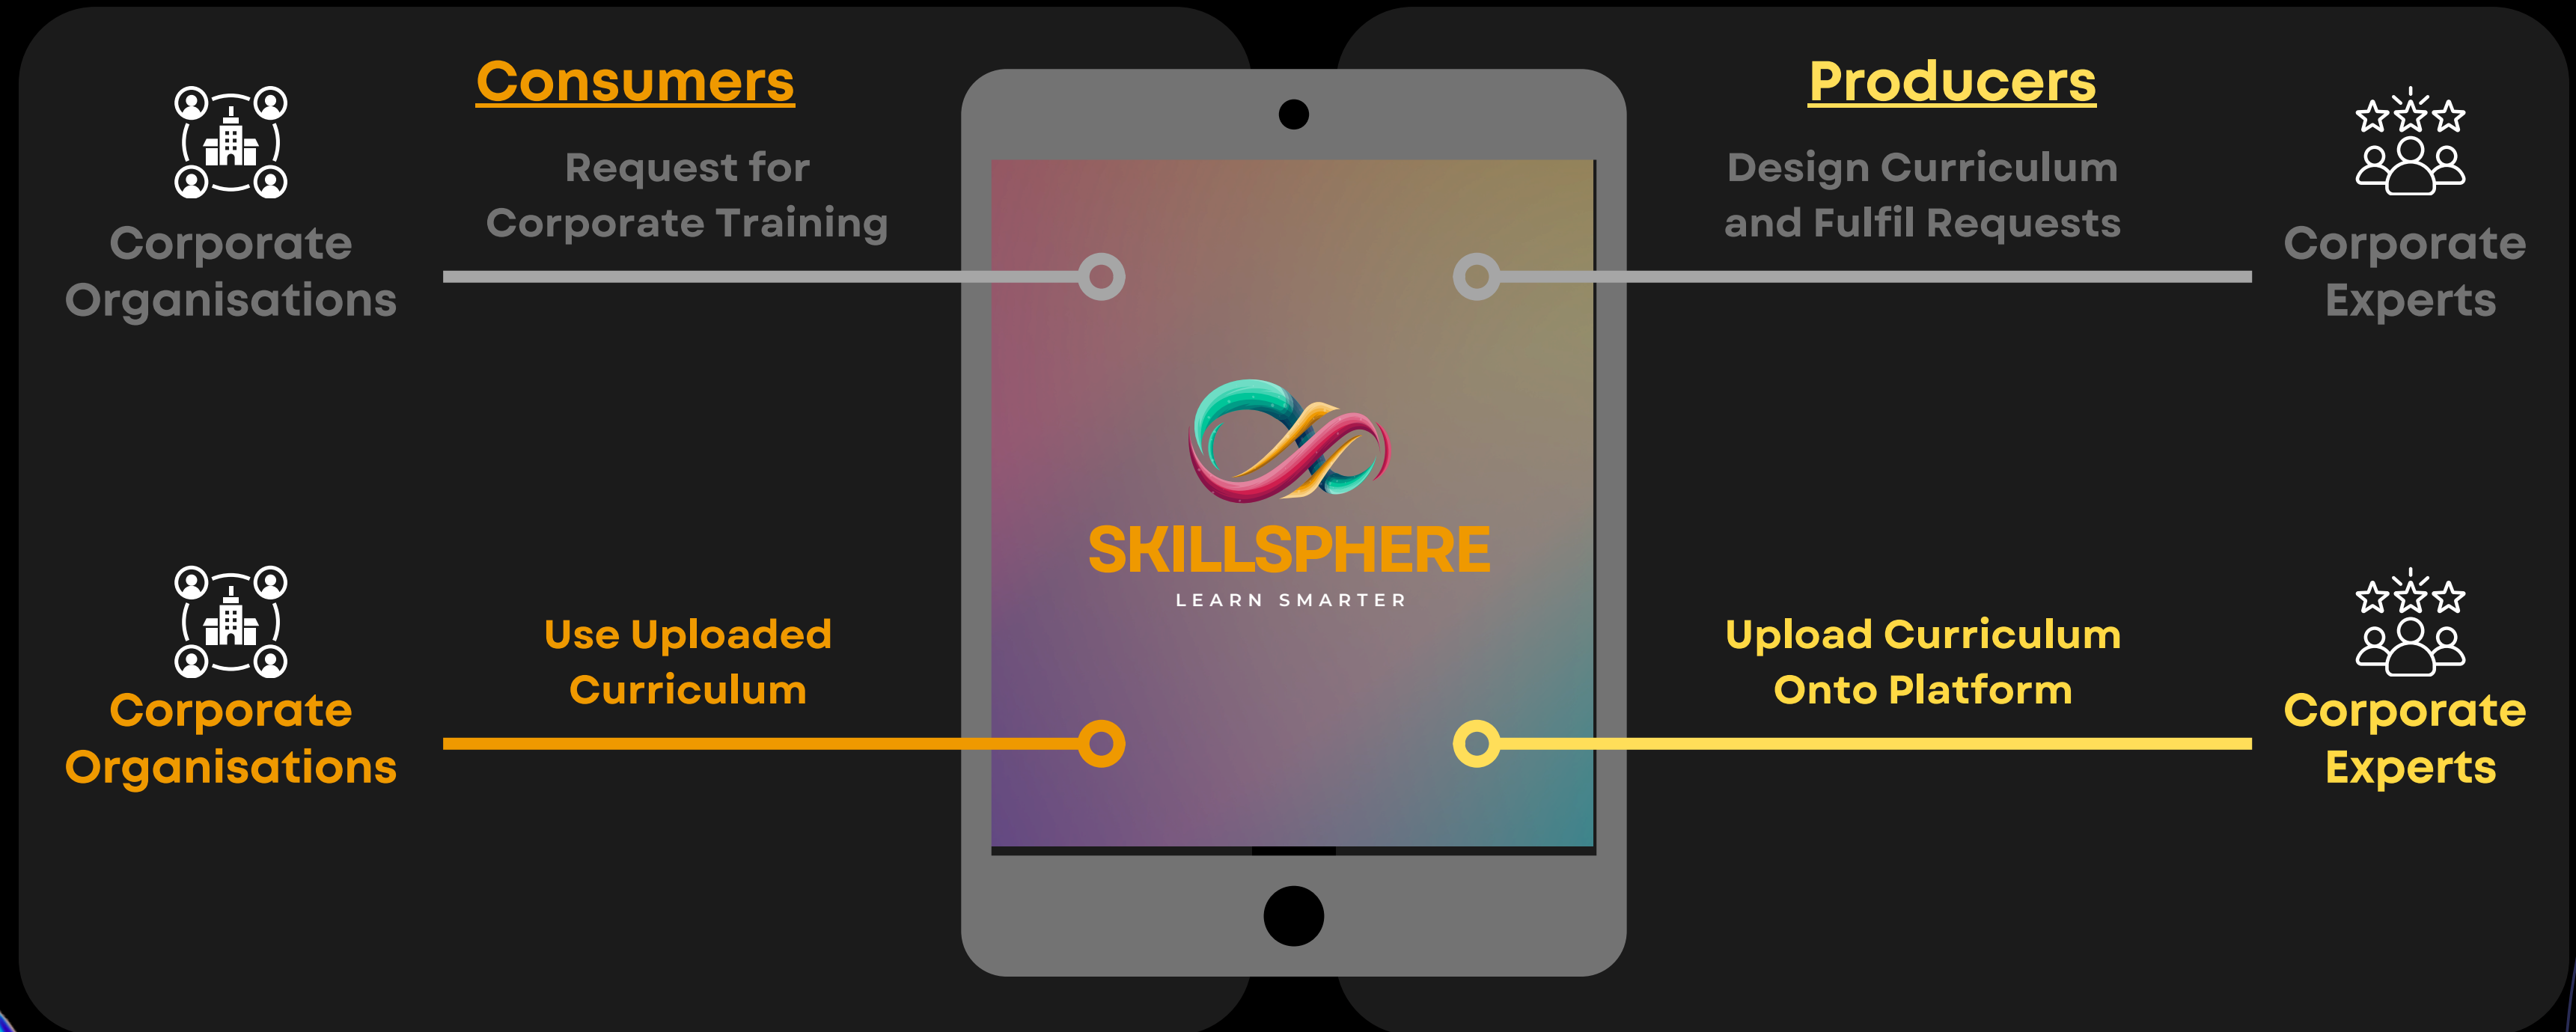 Consumers
Request for
Corporate Training
Corporate
Organisations
Use Uploaded
Curriculum
Corporate
Organisations
SKILLSPHERE
LEARN SMARTER
Producers
Design Curriculum
and Fulfil Requests
Corporate
Experts
Upload Curriculum
Onto Platform
Corporate
Experts